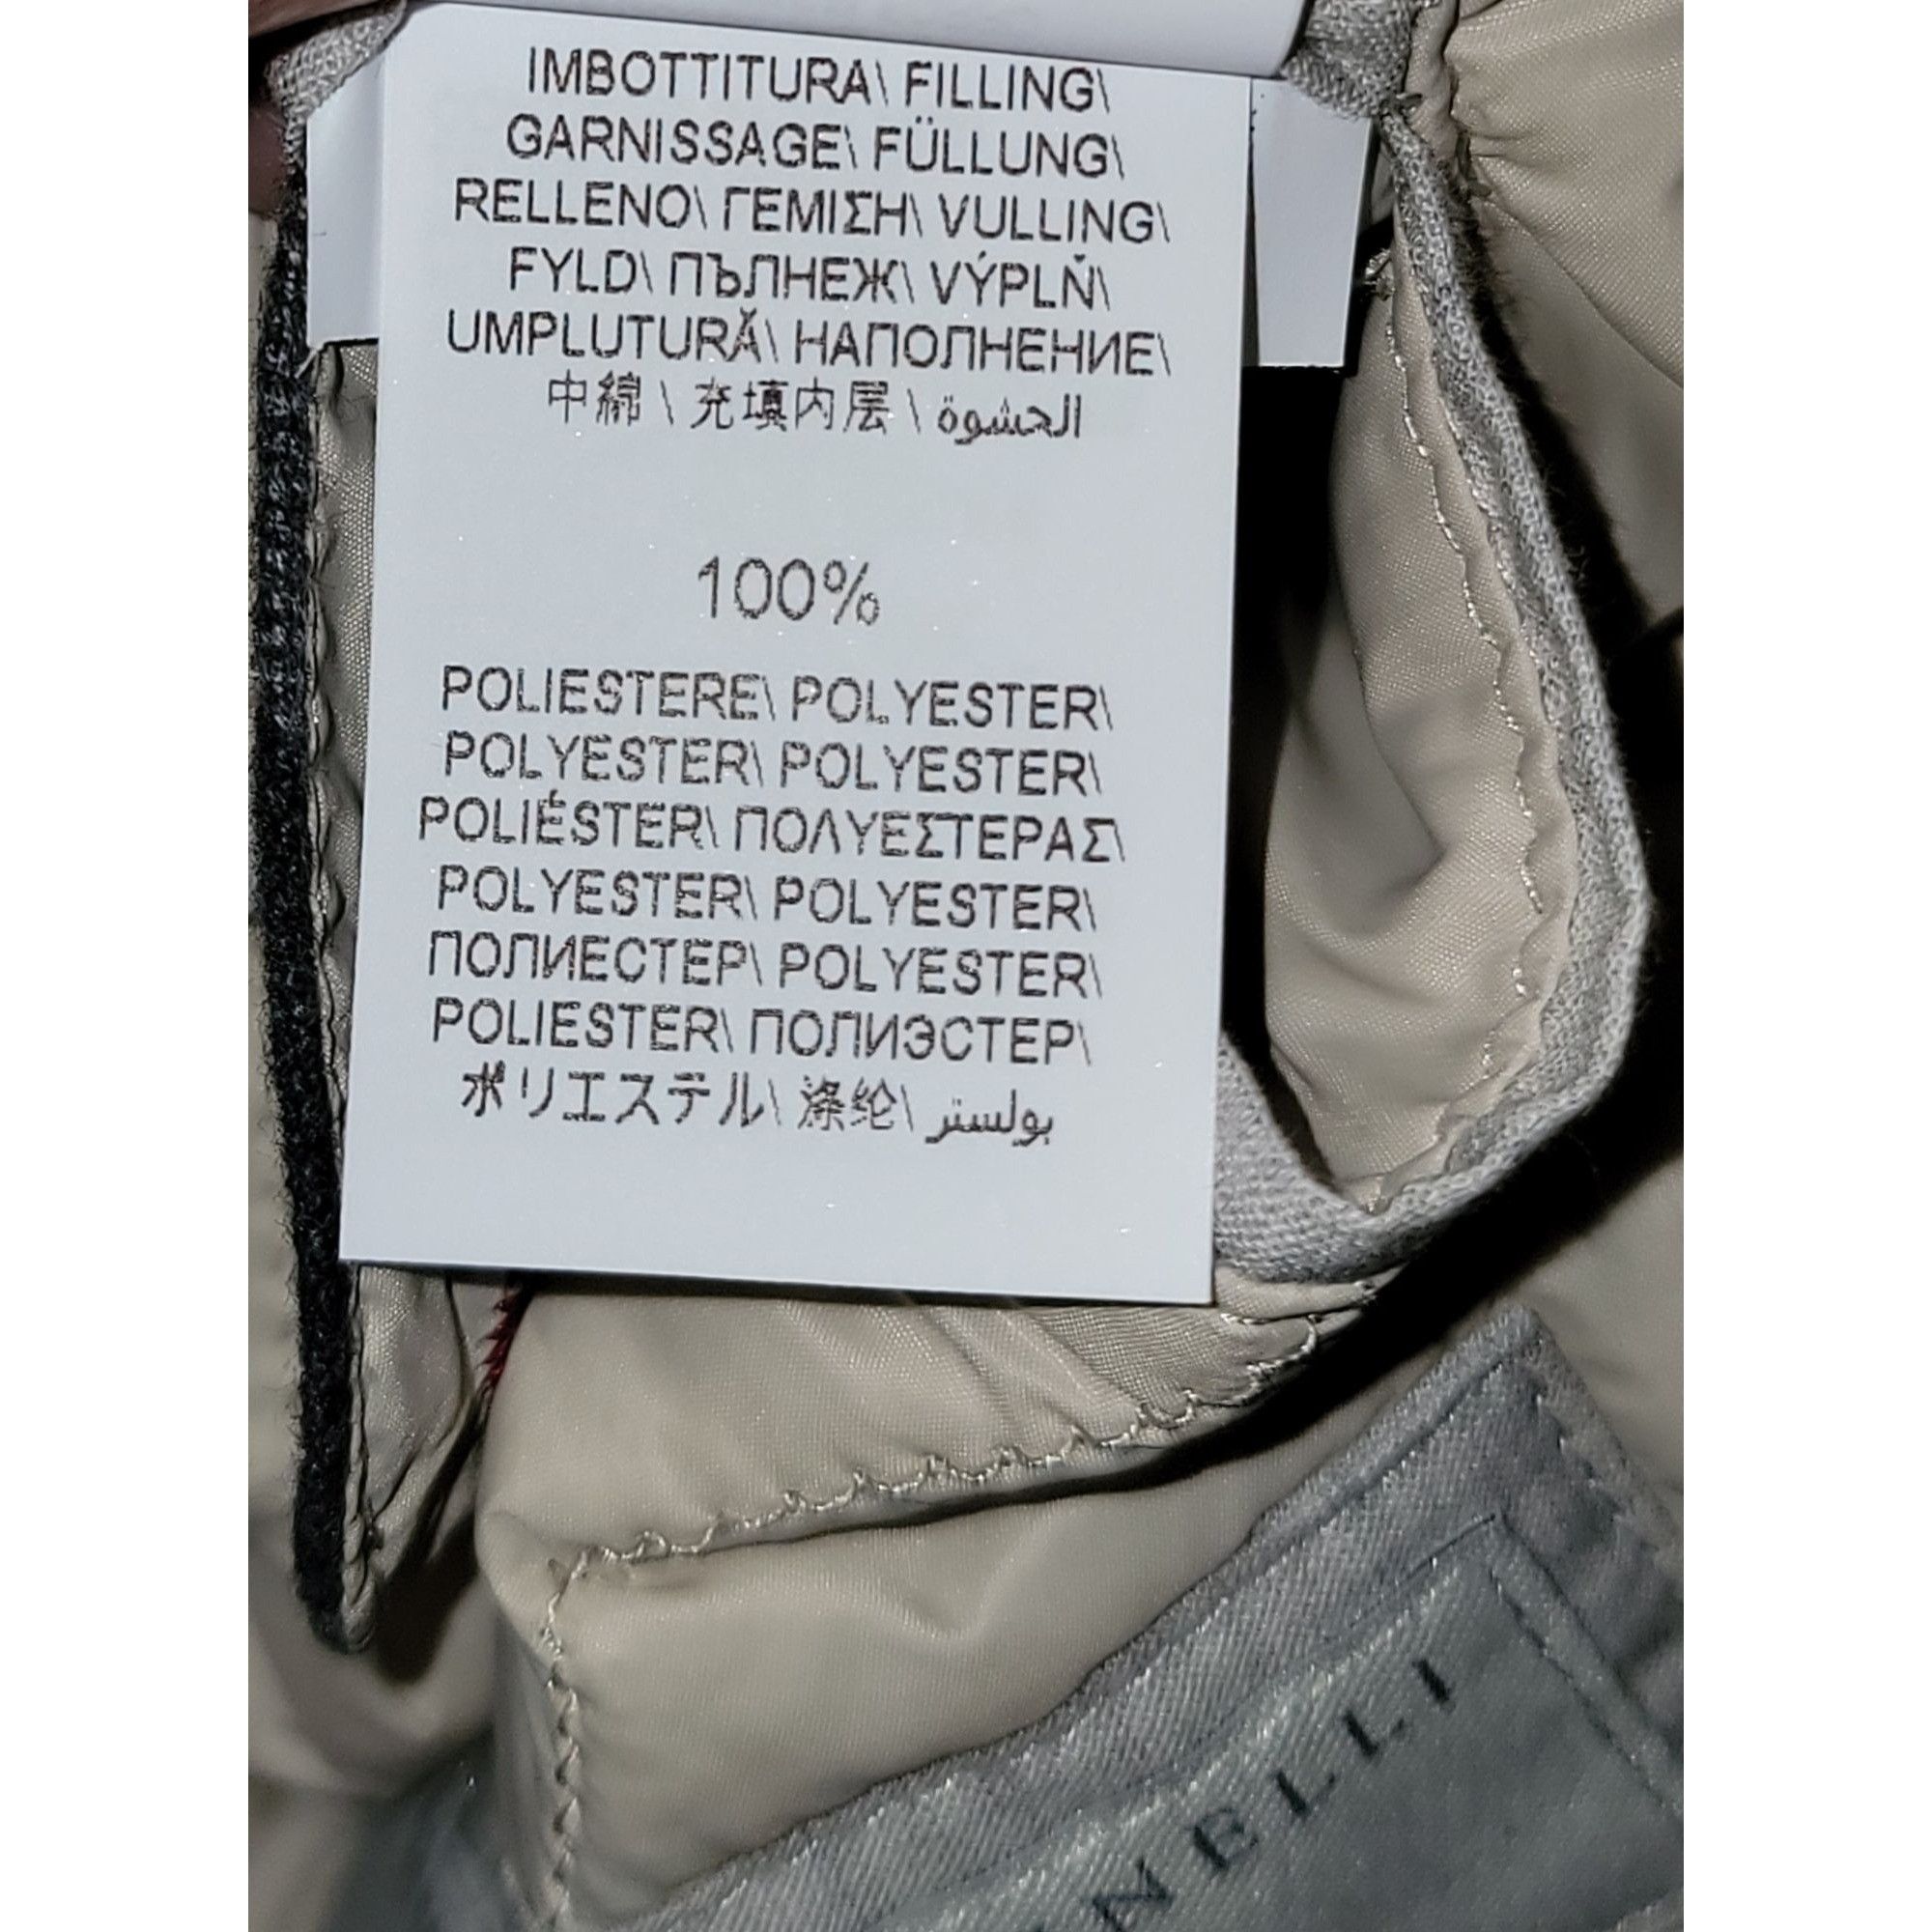 IMBOTTITURA\ FILLING\
GARNISSAGE\ FÜLLUNG\
RELLENO\ ΓΕΜΙΣΗ\ VULLING\
FYLD\ ПЪЛНЕЖ\ VÝPLŇ\
UMPLUTURĂ\ НАПОЛНЕНИЕ\
中綿 \ 充填内层 \ الحشوة
100%
POLIESTERE\ POLYESTER\
POLYESTER\ POLYESTER\
POLIÉSTER\ ΠΟΛΥΕΣΤΕΡΑΣ\
POLYESTER\ POLYESTER\
ПОЛИЕСТЕР\ POLYESTER\
POLIESTER\ ПОЛИЭСТЕР\
ポリエステル\ 涤纶\ بولستر
NELLI